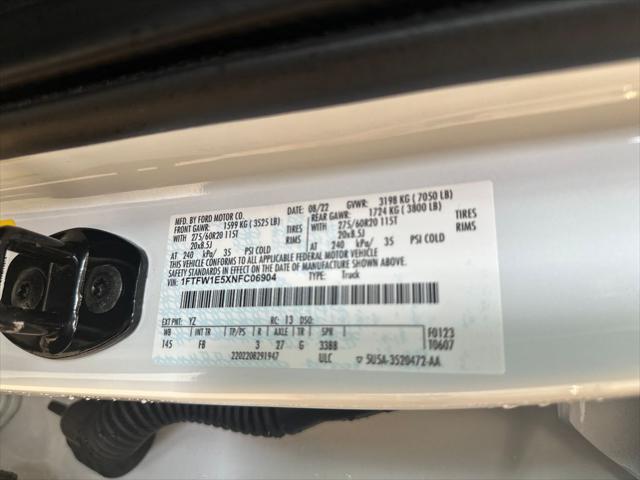 MFD. BY FORD MOTOR CO.
DATE: 08/22 GVWR: 3198 KG (7050 LB)
FRONT GAWR: 1599 KG (3525 LB) REAR GAWR: 1724 KG (3800 LB)
WITH 275/60R20 115T TIRES WITH 275/60R20 115T TIRES
20x8.5J RIMS 20x8.5J RIMS
AT 240 kPa/ 35 PSI COLD AT 240 kPa/ 35 PSI COLD
THIS VEHICLE CONFORMS TO ALL APPLICABLE FEDERAL MOTOR VEHICLE
SAFETY STANDARDS IN EFFECT ON THE DATE OF MANUFACTURE SHOWN ABOVE.
VIN: 1FTFW1E5XNFC06904 TYPE: Truck
EXT PNT: YZ RC: 13 DSO:
WB INT TR TP/PS R AXLE TR SPR F0123
145 FB 3 27 G 3388 T0607
2202208291947 ULC 5U5A-3520472-AA